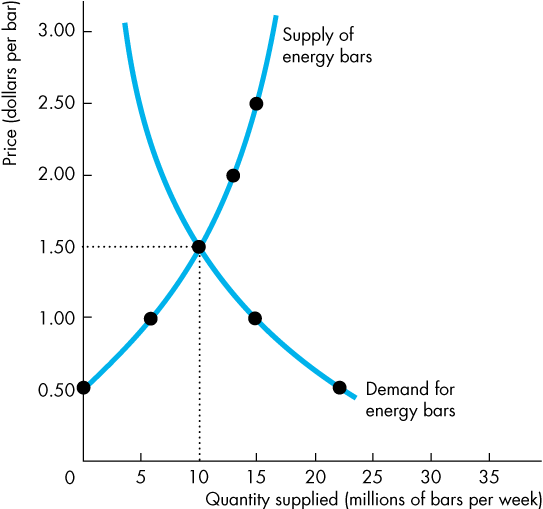 Price (dollars per bar)
3.00
2.50
2.00
1.50
1.00
0.50
Supply of
energy bars
Demand for
energy bars
0
5
10
15
20
25
30
35
Quantity supplied (millions of bars per week)